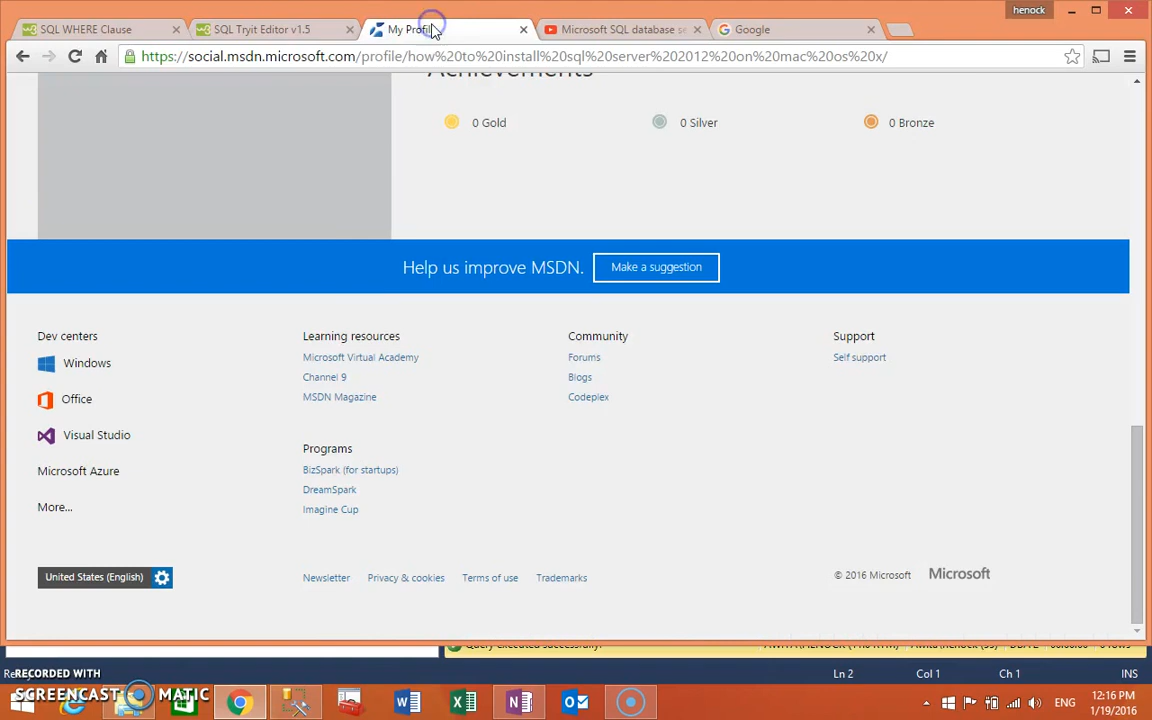 henock
SQL WHERE Clause
SQL Tryit Editor v1.5
My Profil
Microsoft SQL database se
Google
https://social.msdn.microsoft.com/profile/how%20to%20install%20sql%20server%202012%20on%20mac%20os%20x/
Achievements
0 Gold
0 Silver
0 Bronze
Help us improve MSDN.
Make a suggestion
Dev centers
Learning resources
Community
Support
Windows
Microsoft Virtual Academy
Forums
Self support
Channel 9
Blogs
Office
MSDN Magazine
Codeplex
Visual Studio
Programs
Microsoft Azure
BizSpark (for startups)
DreamSpark
More...
Imagine Cup
United States (English)
Newsletter
Privacy & cookies
Terms of use
Trademarks
© 2016 Microsoft
Microsoft
Query executed successfully.
RECORDED WITH
Ln 2
Col 1
Ch 1
INS
SCREENCAST MATIC
ENG
12:16 PM
1/19/2016